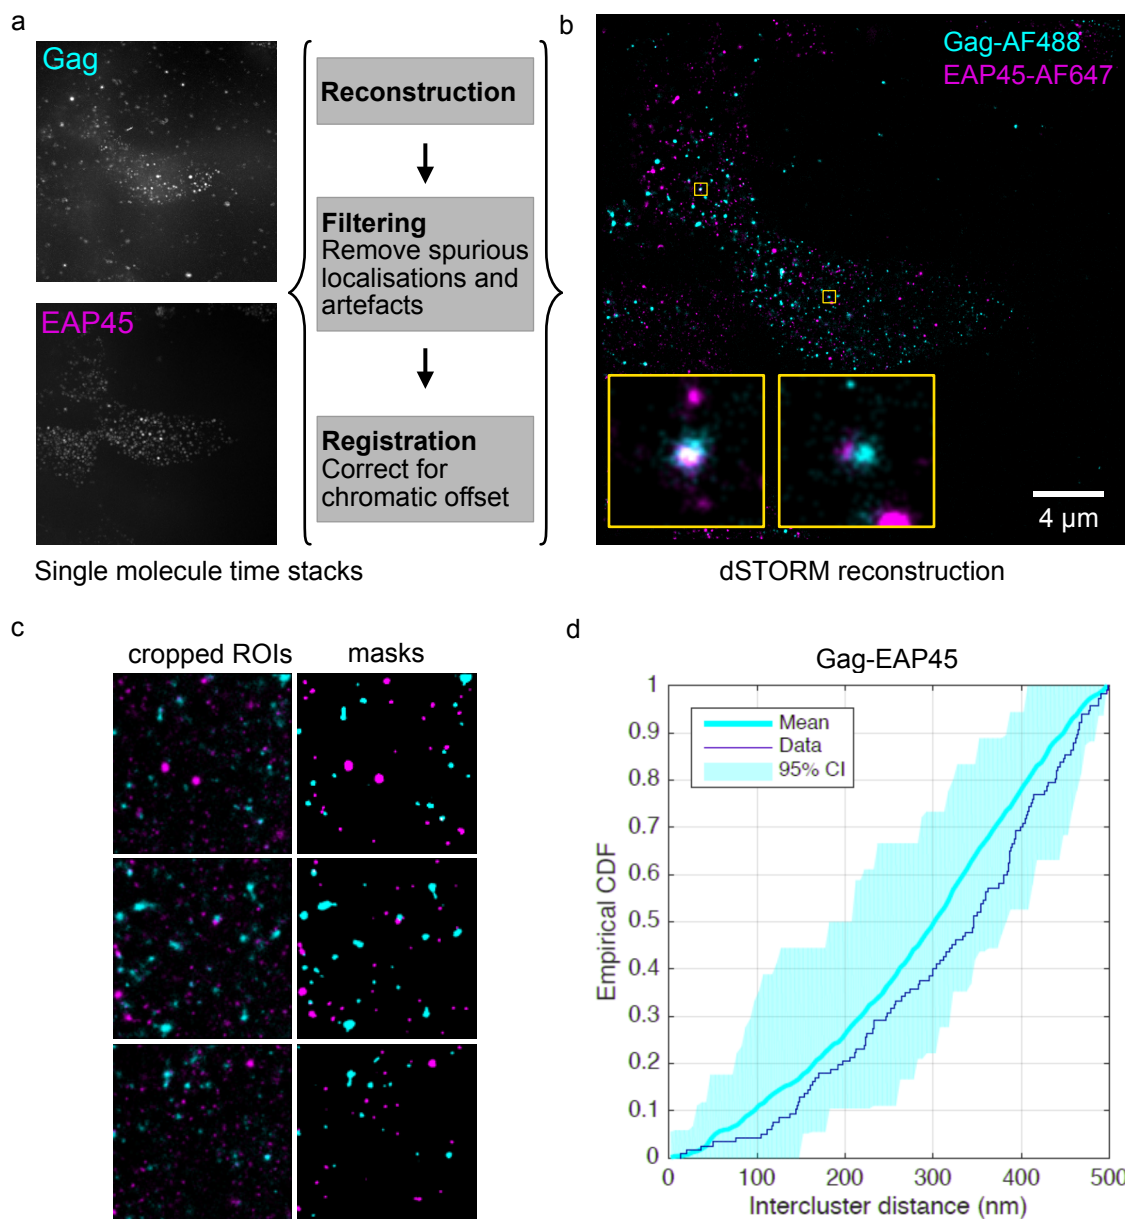 a
Gag
EAP45
Single molecule time stacks
Reconstruction
Filtering
Remove spurious
localisations and
artefacts
Registration
Correct for
chromatic offset
b
Gag-AF488
EAP45-AF647
4 µm
dSTORM reconstruction
c
cropped ROIs
masks
d
Gag-EAP45
Mean
Data
95% CI
Empirical CDF
1
0.9
0.8
0.7
0.6
0.5
0.4
0.3
0.2
0.1
0
0
100
200
300
400
500
Intercluster distance (nm)